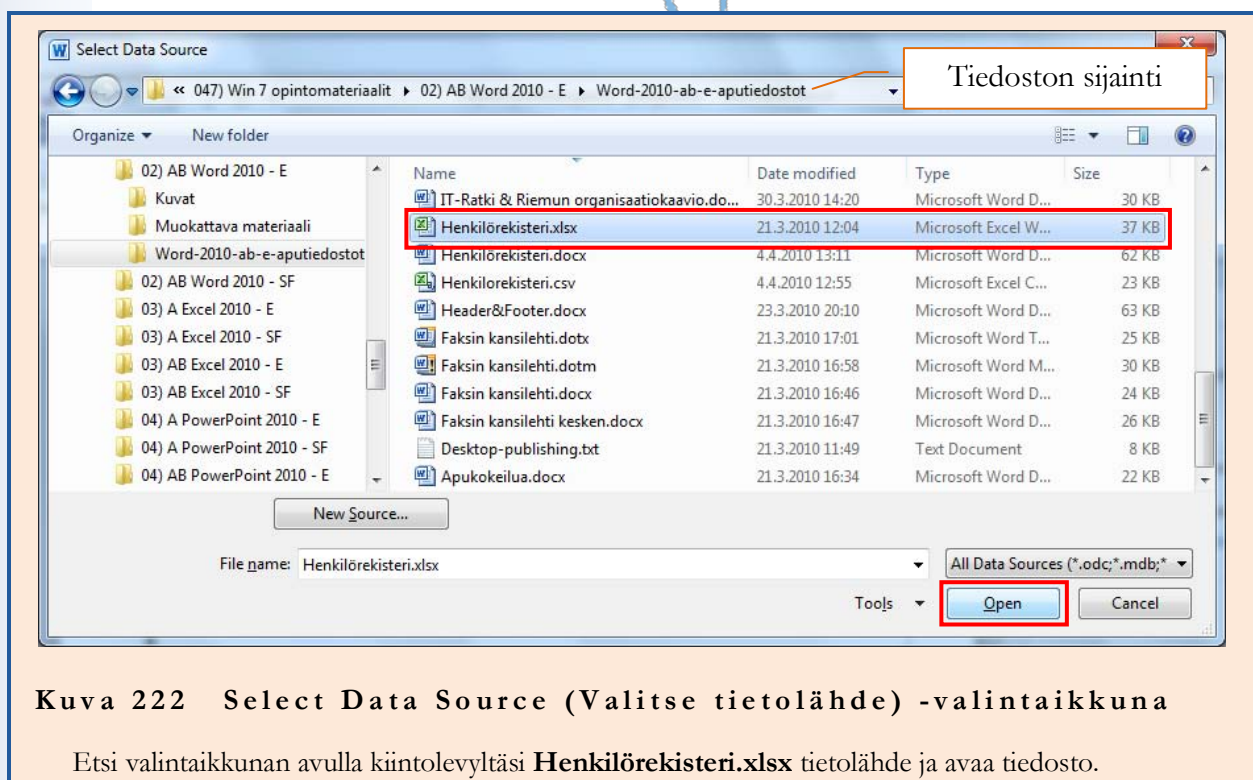 Select Data Source
Tiedoston sijainti
« 047) Win 7 opintomateriaalit ▸ 02) AB Word 2010 - E ▸ Word-2010-ab-e-aputiedostot
Organize New folder
02) AB Word 2010 - E
Kuvat
Muokattava materiaali
Word-2010-ab-e-aputiedostot
02) AB Word 2010 - SF
03) A Excel 2010 - E
03) A Excel 2010 - SF
03) AB Excel 2010 - E
03) AB Excel 2010 - SF
04) A PowerPoint 2010 - E
04) A PowerPoint 2010 - SF
04) AB PowerPoint 2010 - E
Name Date modified Type Size
IT-Ratki & Riemun organisaatiokaavio.do... 30.3.2010 14:20 Microsoft Word D... 30 KB
Henkilörekisteri.xlsx 21.3.2010 12:04 Microsoft Excel W... 37 KB
Henkilörekisteri.docx 4.4.2010 13:11 Microsoft Word D... 62 KB
Henkilorekisteri.csv 4.4.2010 12:55 Microsoft Excel C... 23 KB
Header&Footer.docx 23.3.2010 20:10 Microsoft Word D... 63 KB
Faksin kansilehti.dotx 21.3.2010 17:01 Microsoft Word T... 25 KB
Faksin kansilehti.dotm 21.3.2010 16:58 Microsoft Word M... 30 KB
Faksin kansilehti.docx 21.3.2010 16:46 Microsoft Word D... 24 KB
Faksin kansilehti kesken.docx 21.3.2010 16:47 Microsoft Word D... 26 KB
Desktop-publishing.txt 21.3.2010 11:49 Text Document 8 KB
Apukokeilua.docx 21.3.2010 16:34 Microsoft Word D... 22 KB
New Source...
File name: Henkilörekisteri.xlsx All Data Sources (*.odc;*.mdb;*
Tools Open Cancel
Kuva 222 Select Data Source (Valitse tietolähde) -valintaikkuna
Etsi valintaikkunan avulla kiintolevyltäsi Henkilörekisteri.xlsx tietolähde ja avaa tiedosto.